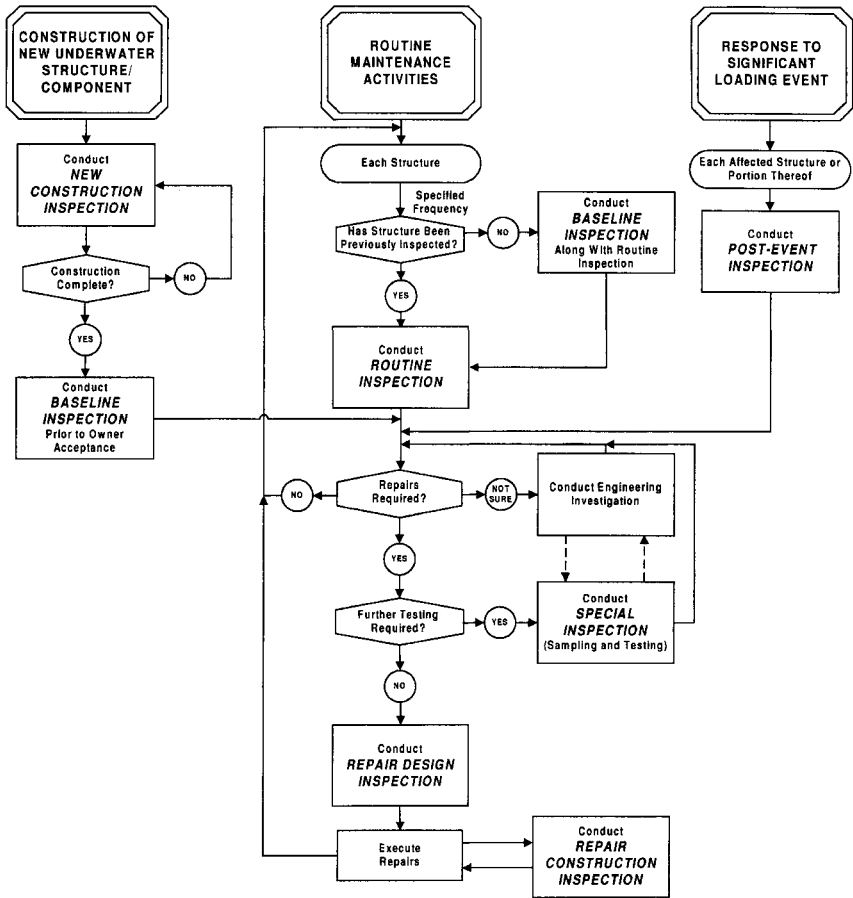 CONSTRUCTION OF
NEW UNDERWATER
STRUCTURE/
COMPONENT
ROUTINE
MAINTENANCE
ACTIVITIES
RESPONSE TO
SIGNIFICANT
LOADING EVENT
Conduct
NEW
CONSTRUCTION
INSPECTION
Each Structure
Each Affected Structure or
Portion Thereof
Specified
Frequency
Has Structure Been
Previously Inspected?
NO
Conduct
BASELINE
INSPECTION
Along With Routine
Inspection
Conduct
POST-EVENT
INSPECTION
Construction
Complete?
NO
YES
YES
Conduct
ROUTINE
INSPECTION
Conduct
BASELINE
INSPECTION
Prior to Owner
Acceptance
NO
Repairs
Required?
NOT
SURE
Conduct Engineering
Investigation
YES
Further Testing
Required?
YES
Conduct
SPECIAL
INSPECTION
(Sampling and Testing)
NO
Conduct
REPAIR DESIGN
INSPECTION
Execute
Repairs
Conduct
REPAIR
CONSTRUCTION
INSPECTION